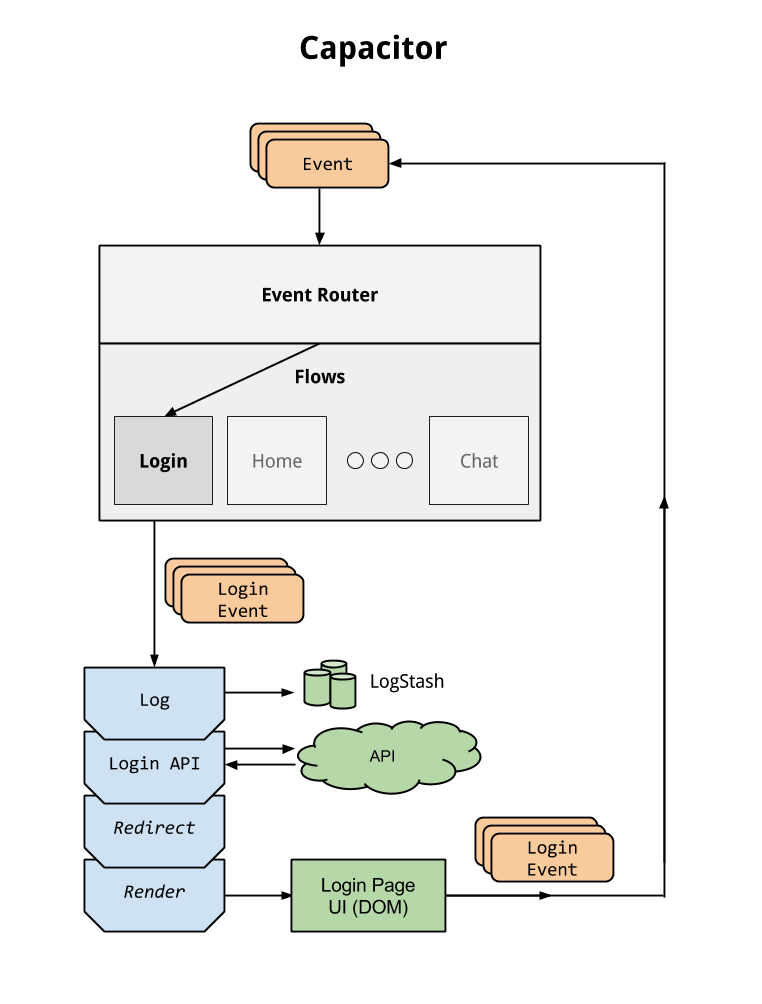 Capacitor
Event
Event Router
Flows
Login
Home
Chat
Login
Event
Log
LogStash
Login API
API
Redirect
Render
Login Page
UI (DOM)
Login
Event